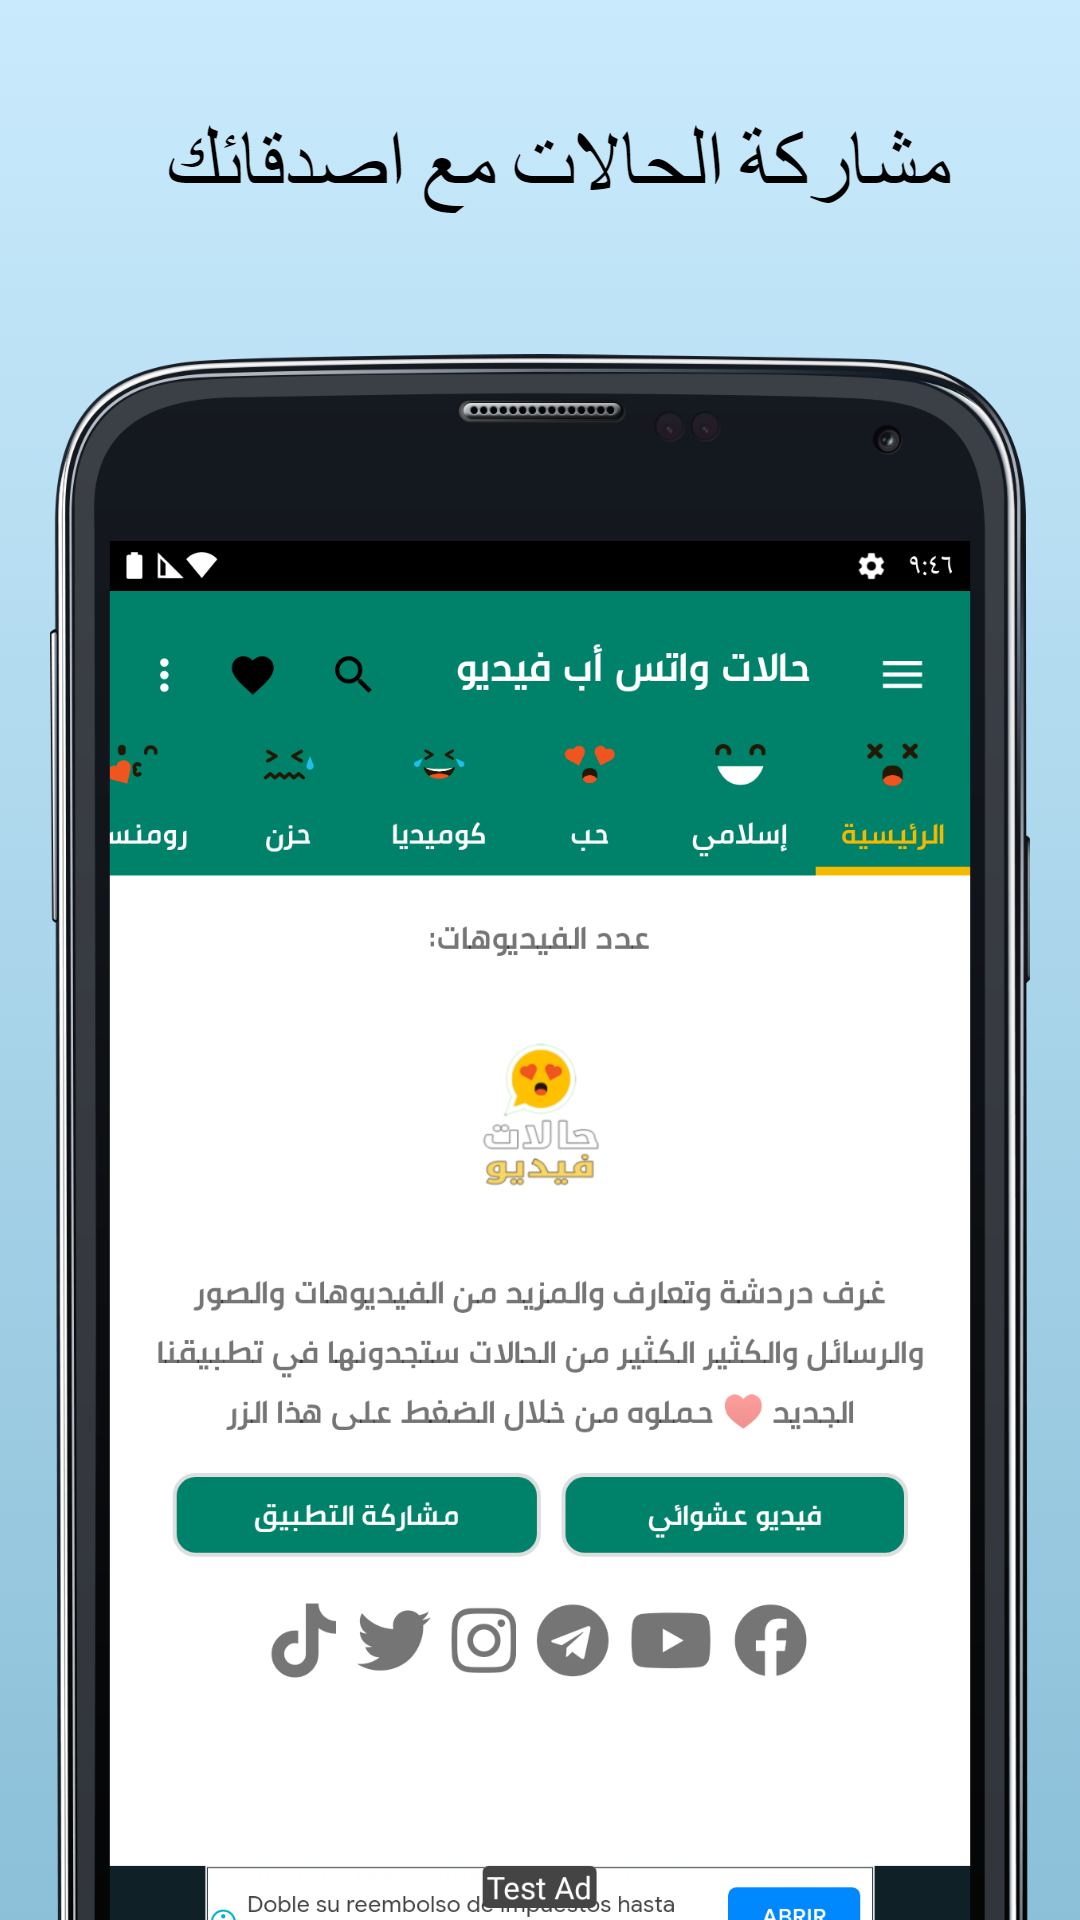 مشاركة الحالات مع اصدقائك
٩:٤٦
حالات واتس أب فيديو
الرئيسية
إسلامي
حب
كوميديا
حزن
رومنس
عدد الفيديوهات:
حالات
فيديو
غرف دردشة وتعارف والمزيد من الفيديوهات والصور
والرسائل والكثير الكثير من الحالات ستجدونها في تطبيقنا
الجديد ❤ حملوه من خلال الضغط على هذا الزر
فيديو عشوائي
مشاركة التطبيق
Test Ad
Doble su reembolso de impuestos hasta
ABRIR